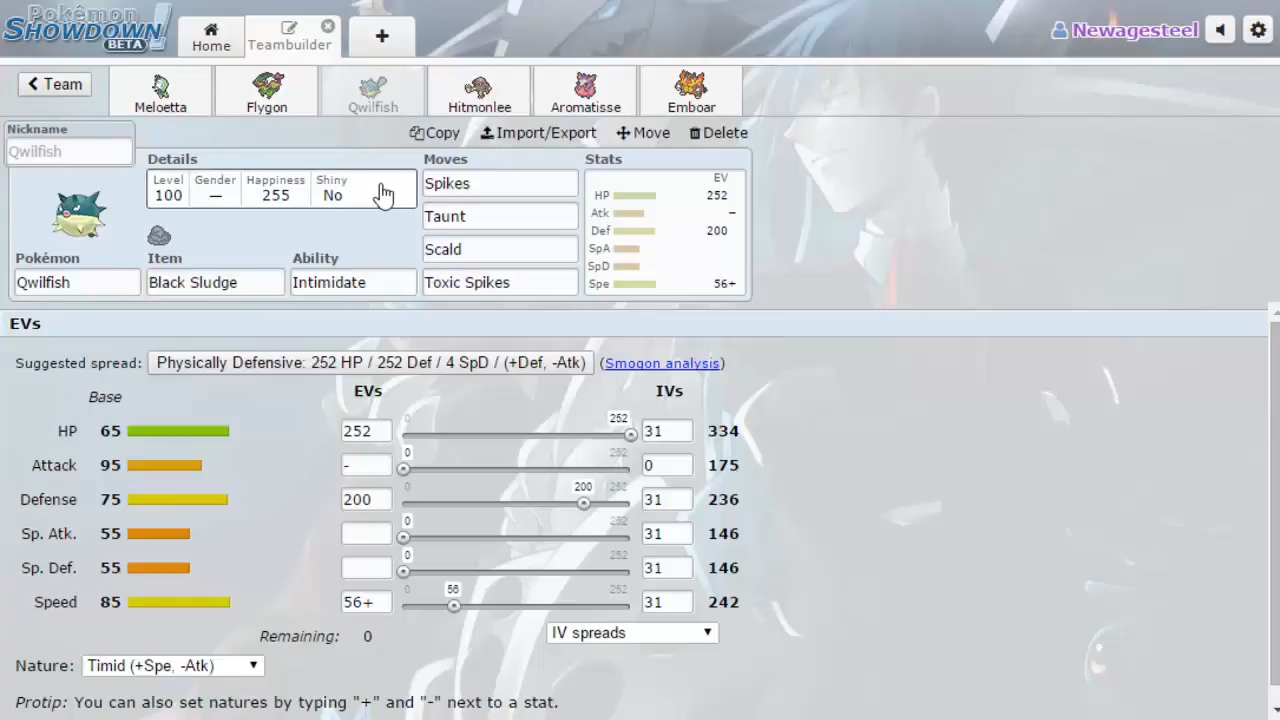 Pokémon
SHOWDOWN!
BETA
Home
Teambuilder
+
Newagesteel
< Team
Meloetta
Flygon
Qwilfish
Hitmonlee
Aromatisse
Emboar
Copy
Import/Export
Move
Delete
Nickname
Qwilfish
Details
Level
100
Gender
—
Happiness
255
Shiny
No
Pokémon
Qwilfish
Item
Black Sludge
Ability
Intimidate
Moves
Spikes
Taunt
Scald
Toxic Spikes
Stats
EV
HP 252
Atk –
Def 200
SpA
SpD
Spe 56+
EVs
Suggested spread: Physically Defensive: 252 HP / 252 Def / 4 SpD / (+Def, -Atk) (Smogon analysis)
Base EVs IVs
HP 65 252 0 252 31 334
Attack 95 - 0 252 0 175
Defense 75 200 0 200 252 31 236
Sp. Atk. 55 0 252 31 146
Sp. Def. 55 0 252 31 146
Speed 85 56+ 0 56 252 31 242
Remaining: 0
IV spreads
Nature: Timid (+Spe, -Atk)
Protip: You can also set natures by typing "+" and "-" next to a stat.